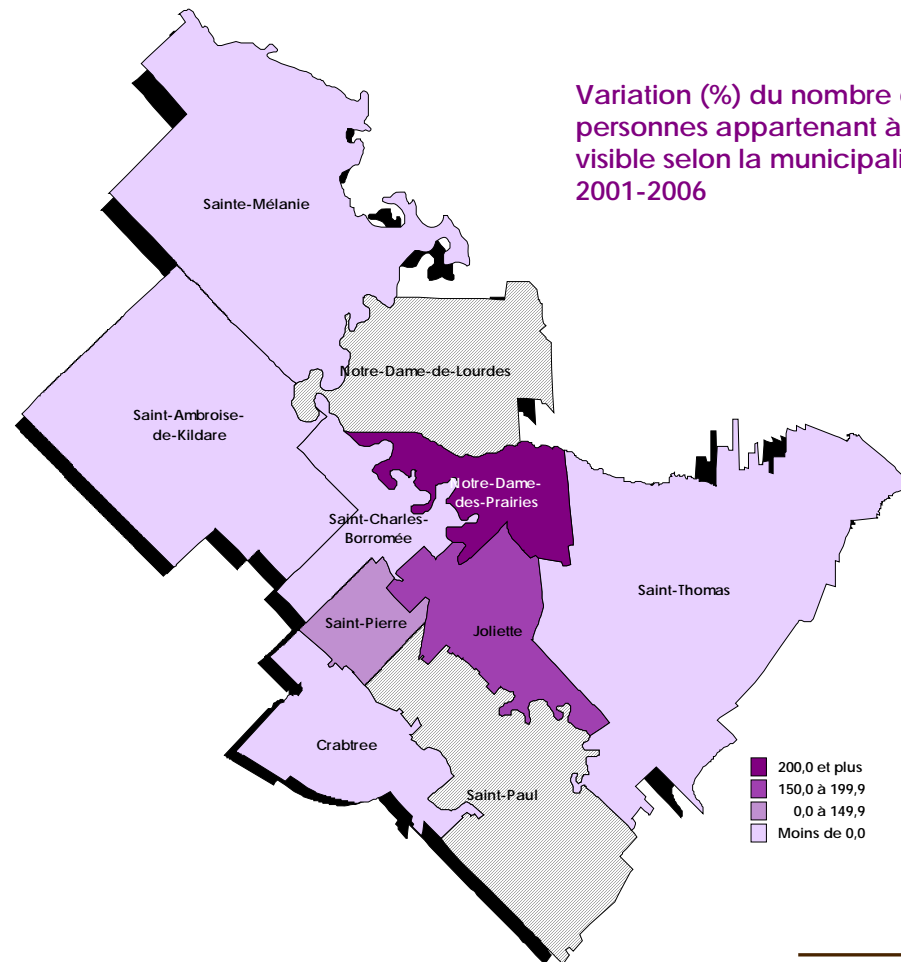 Variation (%) du nombre
personnes appartenant à
visible selon la municipali
2001-2006
Sainte-Mélanie
Notre-Dame-de-Lourdes
Saint-Ambroise-
de-Kildare
Notre-Dame-
des-Prairies
Saint-Charles-
Borromée
Saint-Thomas
Saint-Pierre
Joliette
Crabtree
Saint-Paul
200,0 et plus
150,0 à 199,9
0,0 à 149,9
Moins de 0,0